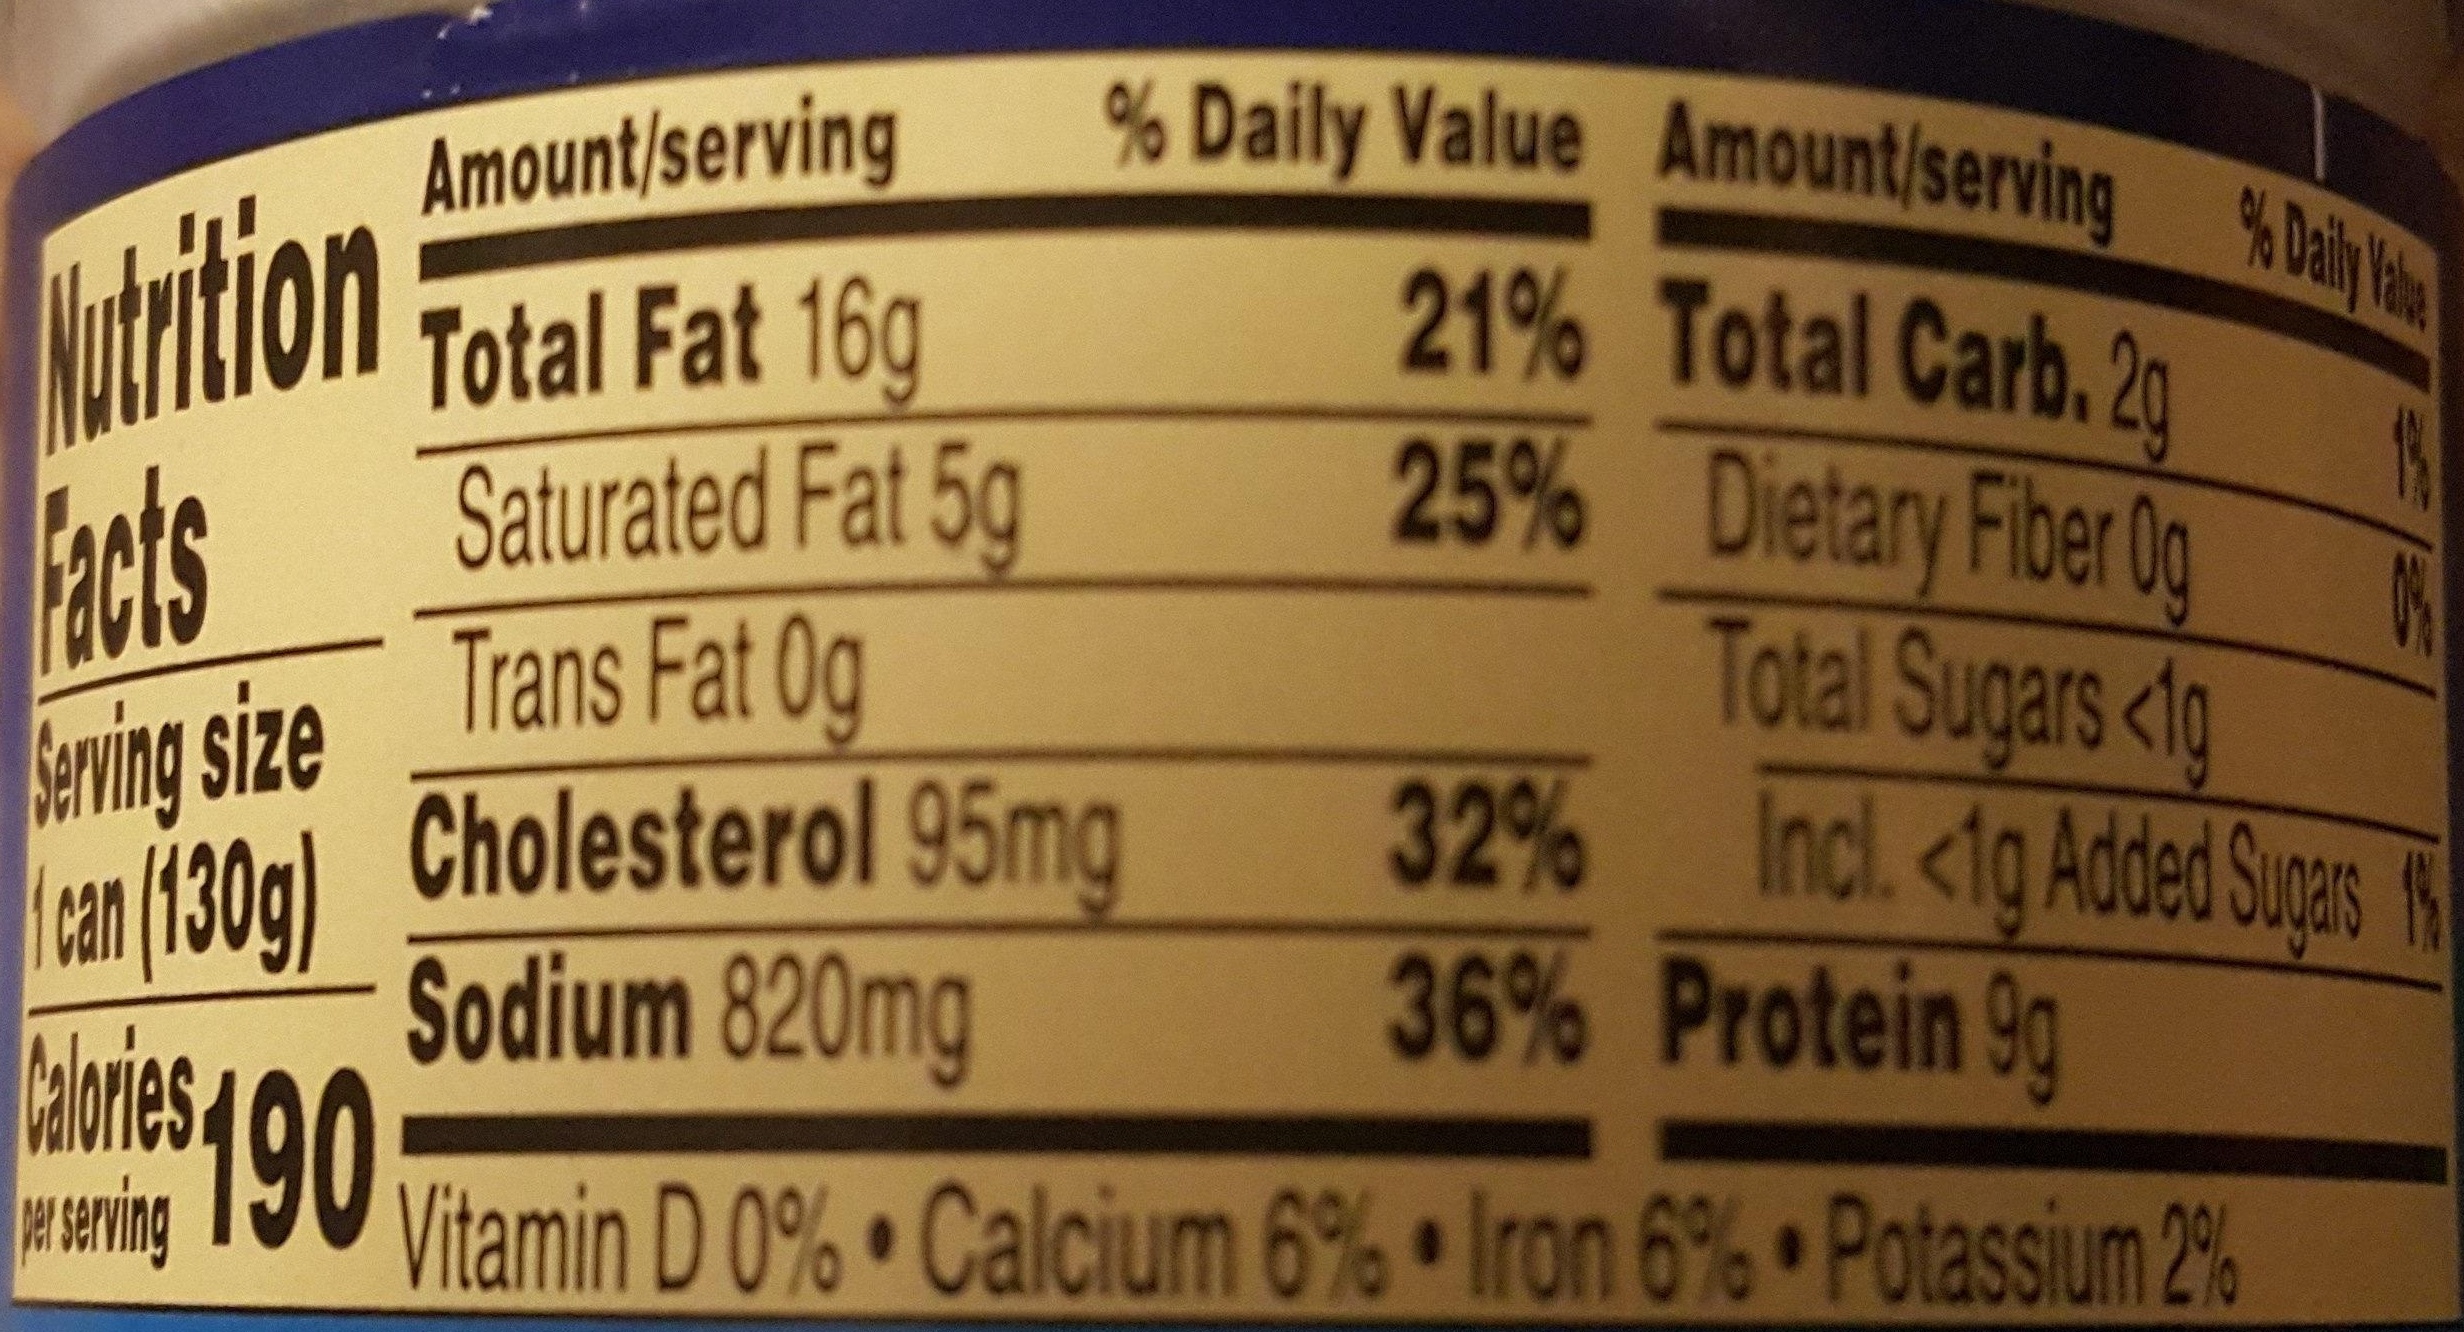 Nutrition
Facts
Serving size
1 can (130g)
Calories 190
per serving
Amount/serving % Daily Value
Total Fat 16g 21%
Saturated Fat 5g 25%
Trans Fat 0g
Cholesterol 95mg 32%
Sodium 820mg 36%
Amount/serving % Daily Value
Total Carb. 2g 1%
Dietary Fiber 0g 0%
Total Sugars <1g
Incl. <1g Added Sugars 1%
Protein 9g
Vitamin D 0% • Calcium 6% • Iron 6% • Potassium 2%